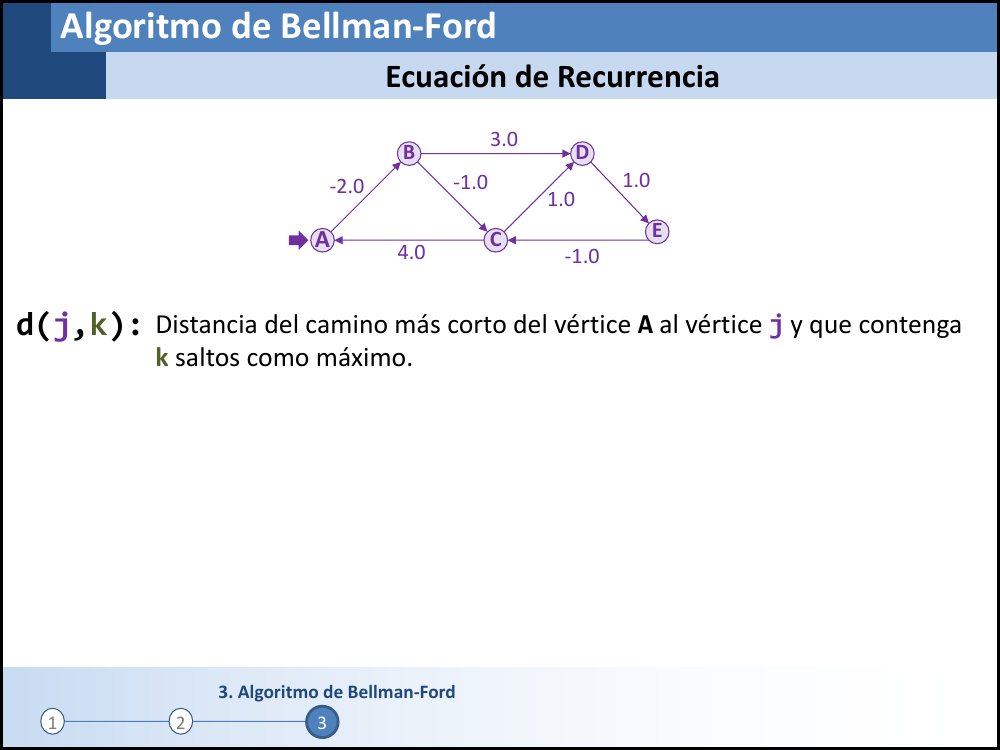 Algoritmo de Bellman-Ford
Ecuación de Recurrencia
3.0
B
D
-2.0
-1.0
1.0
1.0
A
C
E
4.0
-1.0
d(j,k): Distancia del camino más corto del vértice A al vértice j y que contenga
k saltos como máximo.
3. Algoritmo de Bellman-Ford
1
2
3